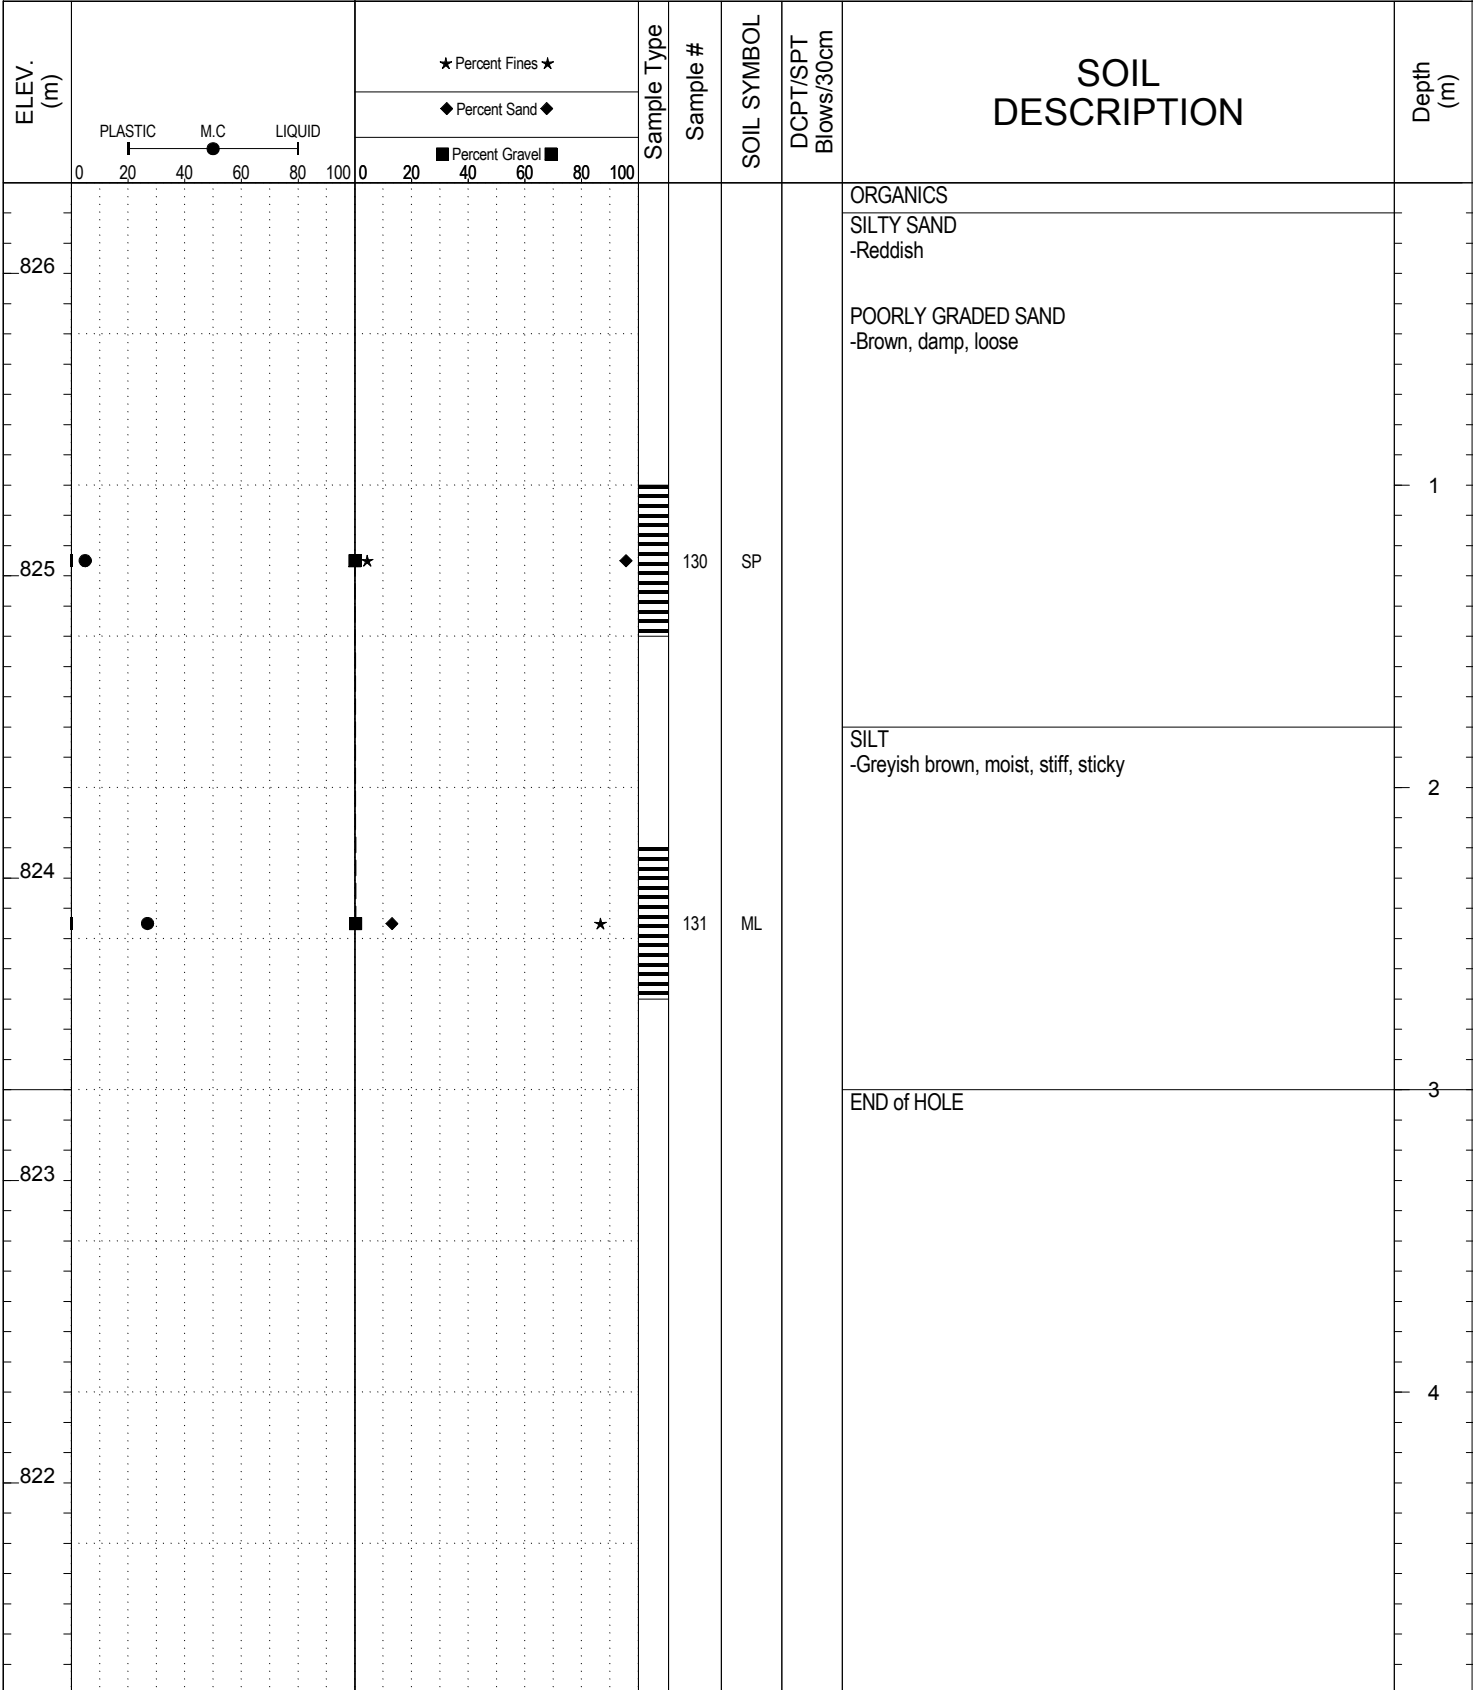 ELEV.
(m)
PLASTIC M.C LIQUID
0 20 40 60 80 100
★ Percent Fines ★
◆ Percent Sand ◆
■ Percent Gravel ■
0 20 40 60 80 100
Sample Type
Sample #
SOIL SYMBOL
DCPT/SPT
Blows/30cm
SOIL
DESCRIPTION
Depth
(m)
ORGANICS
SILTY SAND
-Reddish
826
POORLY GRADED SAND
-Brown, damp, loose
1
825 130 SP
SILT
-Greyish brown, moist, stiff, sticky
2
824
131 ML
3
END of HOLE
823
4
822